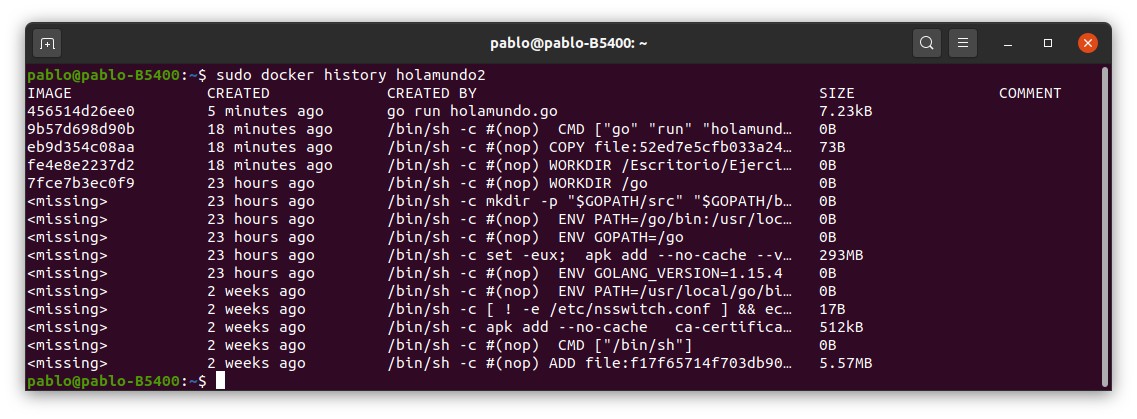 pablo@pablo-B5400: ~
pablo@pablo-B5400:~$ sudo docker history holamundo2
IMAGE CREATED CREATED BY SIZE COMMENT
456514d26ee0 5 minutes ago go run holamundo.go 7.23kB
9b57d698d90b 18 minutes ago /bin/sh -c #(nop)  CMD ["go" "run" "holamund… 0B
eb9d354c08aa 18 minutes ago /bin/sh -c #(nop) COPY file:52ed7e5cfb033a24… 73B
fe4e8e2237d2 18 minutes ago /bin/sh -c #(nop) WORKDIR /Escritorio/Ejerci… 0B
7fce7b3ec0f9 23 hours ago /bin/sh -c #(nop) WORKDIR /go 0B
<missing> 23 hours ago /bin/sh -c mkdir -p "$GOPATH/src" "$GOPATH/b… 0B
<missing> 23 hours ago /bin/sh -c #(nop)  ENV PATH=/go/bin:/usr/loc… 0B
<missing> 23 hours ago /bin/sh -c #(nop)  ENV GOPATH=/go 0B
<missing> 23 hours ago /bin/sh -c set -eux;  apk add --no-cache --v… 293MB
<missing> 23 hours ago /bin/sh -c #(nop)  ENV GOLANG_VERSION=1.15.4 0B
<missing> 2 weeks ago /bin/sh -c #(nop)  ENV PATH=/usr/local/go/bi… 0B
<missing> 2 weeks ago /bin/sh -c [ ! -e /etc/nsswitch.conf ] && ec… 17B
<missing> 2 weeks ago /bin/sh -c apk add --no-cache   ca-certifica… 512kB
<missing> 2 weeks ago /bin/sh -c #(nop)  CMD ["/bin/sh"] 0B
<missing> 2 weeks ago /bin/sh -c #(nop) ADD file:f17f65714f703db90… 5.57MB
pablo@pablo-B5400:~$